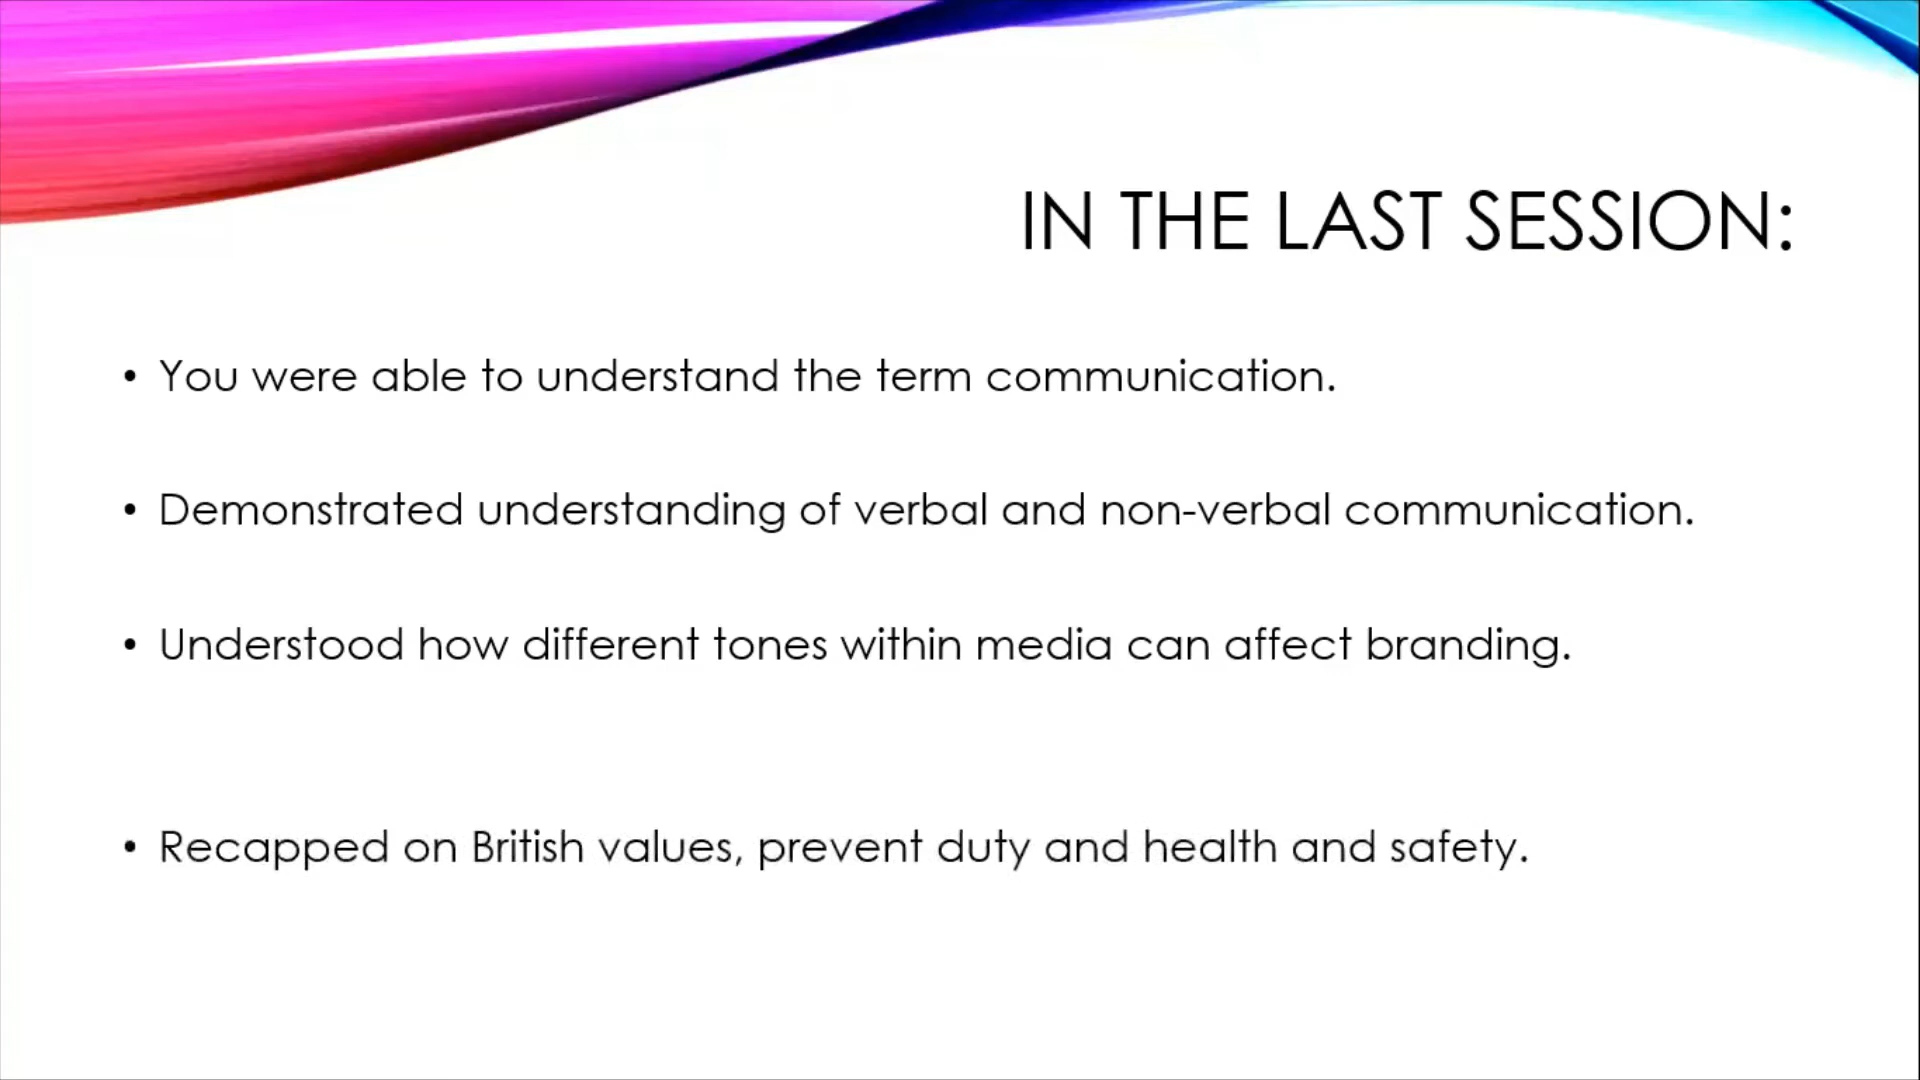 IN THE LAST SESSION:
• You were able to understand the term communication.
• Demonstrated understanding of verbal and non-verbal communication.
• Understood how different tones within media can affect branding.
• Recapped on British values, prevent duty and health and safety.